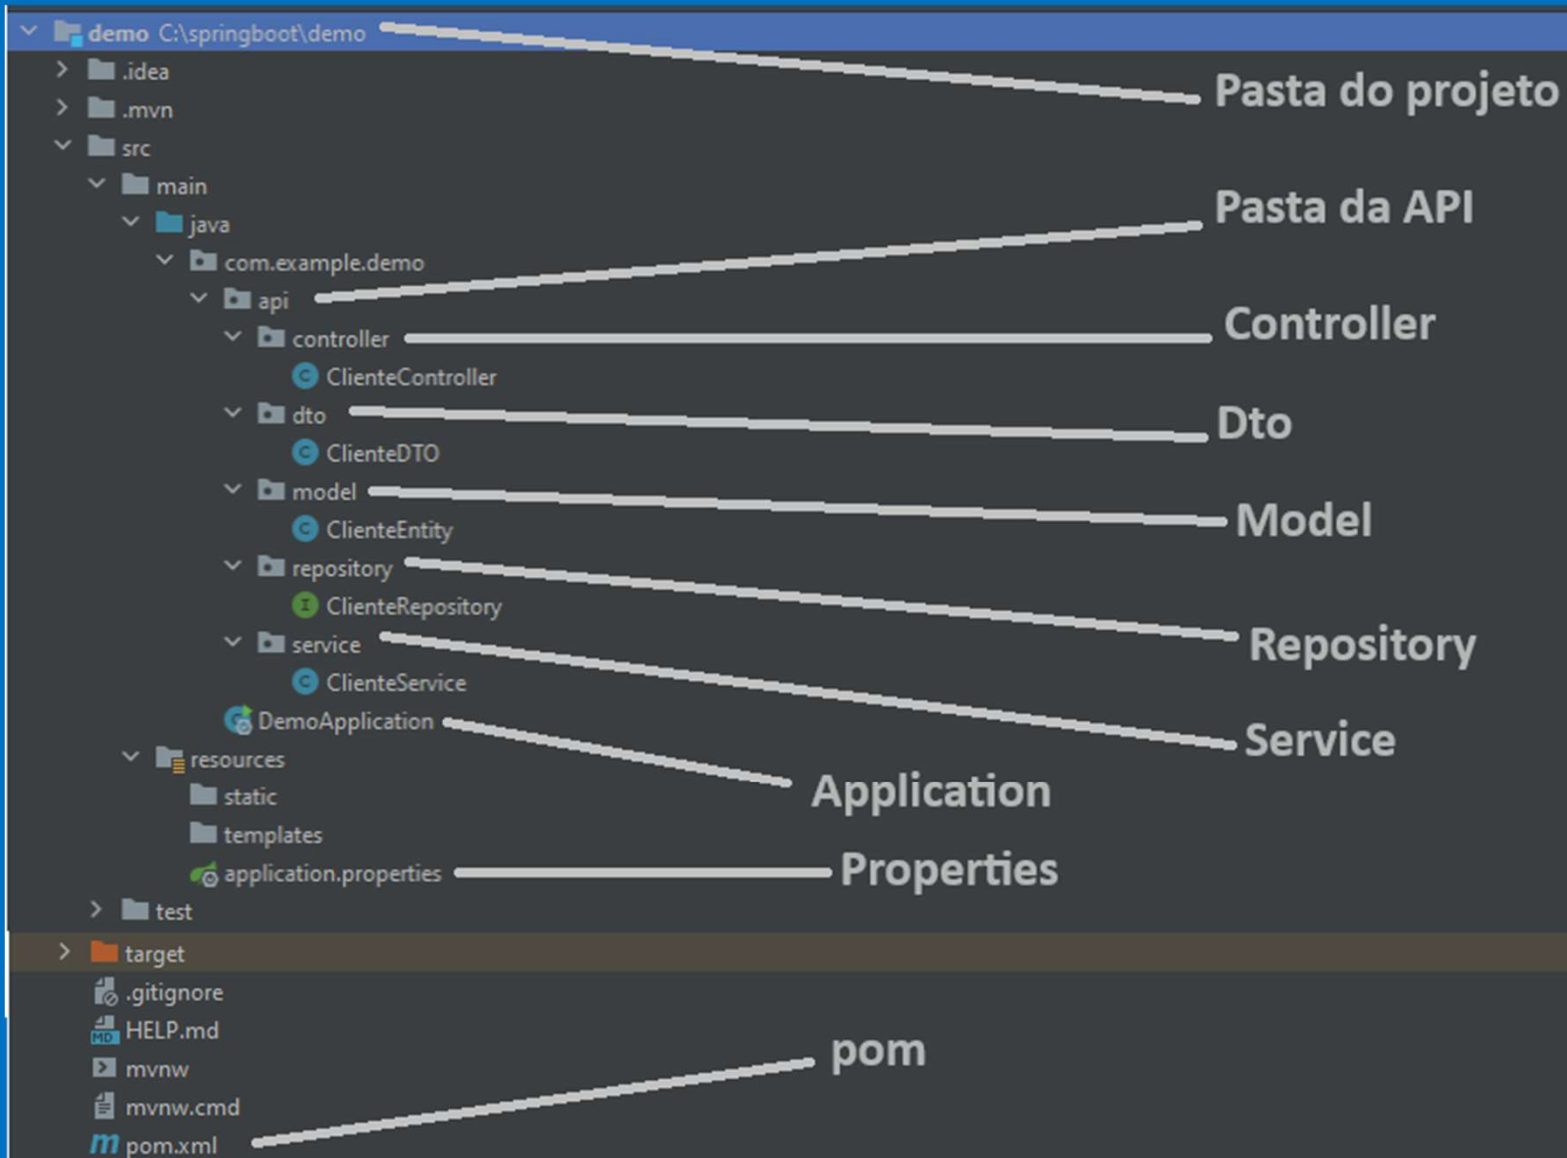 demo C:\springboot\demo
Pasta do projeto
.idea
.mvn
src
main
Pasta da API
java
com.example.demo
api
Controller
controller
ClienteController
dto
Dto
ClienteDTO
model
Model
ClienteEntity
repository
ClienteRepository
Repository
service
ClienteService
Service
DemoApplication
Application
resources
static
templates
application.properties
Properties
test
target
.gitignore
HELP.md
mvnw
pom
mvnw.cmd
pom.xml